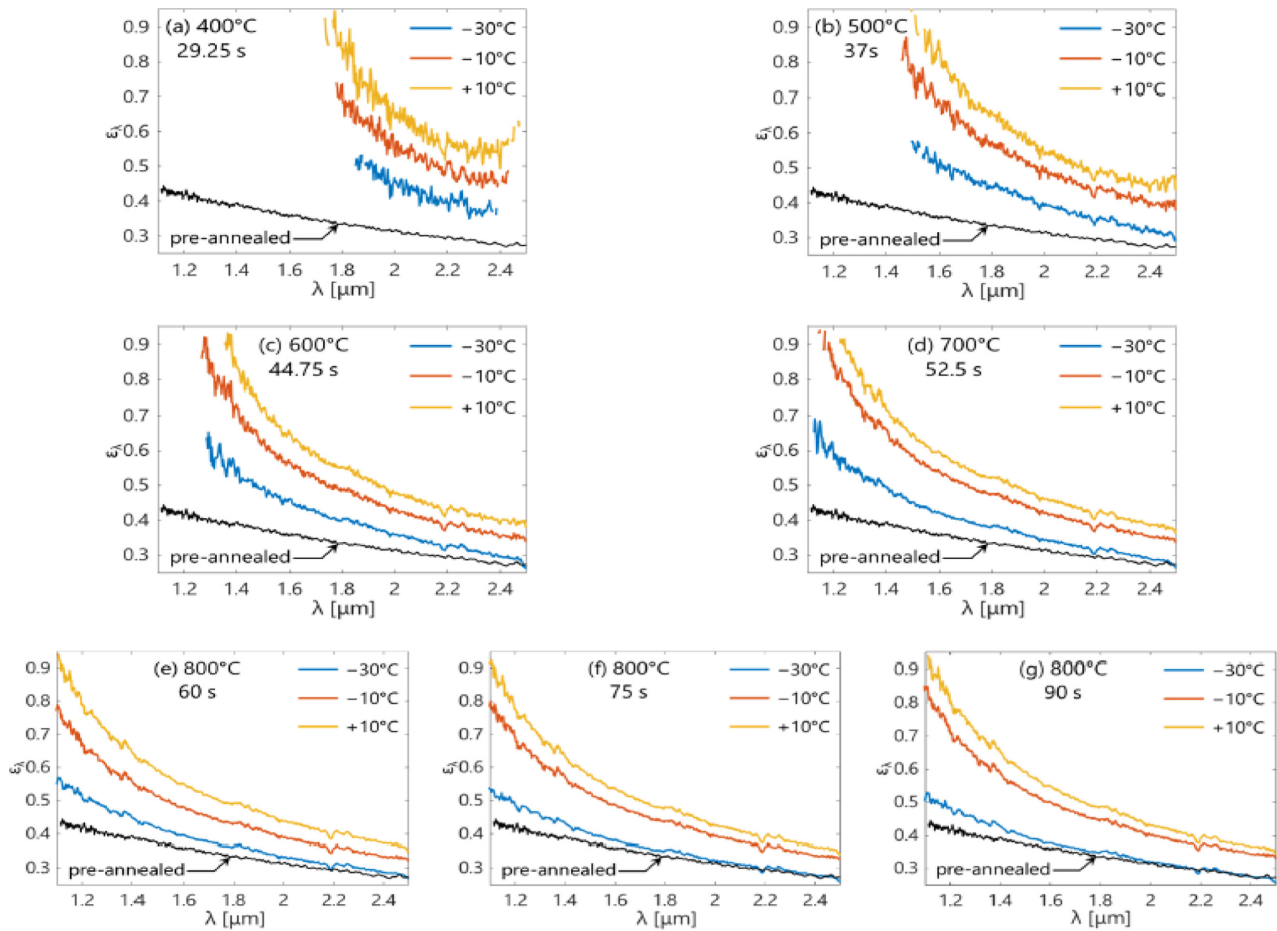 (a) 400°C
29.25 s
−30°C
−10°C
+10°C
0.9
0.8
0.7
0.6
0.5
0.4
0.3
ελ
pre-annealed
1.2 1.4 1.6 1.8 2 2.2 2.4
λ [μm]
(b) 500°C
37s
−30°C
−10°C
+10°C
0.9
0.8
0.7
0.6
0.5
0.4
0.3
ελ
pre-annealed
1.2 1.4 1.6 1.8 2 2.2 2.4
λ [μm]
(c) 600°C
44.75 s
−30°C
−10°C
+10°C
0.9
0.8
0.7
0.6
0.5
0.4
0.3
ελ
pre-annealed
1.2 1.4 1.6 1.8 2 2.2 2.4
λ [μm]
(d) 700°C
52.5 s
−30°C
−10°C
+10°C
0.9
0.8
0.7
0.6
0.5
0.4
0.3
ελ
pre-annealed
1.2 1.4 1.6 1.8 2 2.2 2.4
λ [μm]
(e) 800°C
60 s
−30°C
−10°C
+10°C
0.9
0.8
0.7
0.6
0.5
0.4
0.3
ελ
pre-annealed
1.2 1.4 1.6 1.8 2 2.2 2.4
λ [μm]
(f) 800°C
75 s
−30°C
−10°C
+10°C
0.9
0.8
0.7
0.6
0.5
0.4
0.3
ελ
pre-annealed
1.2 1.4 1.6 1.8 2 2.2 2.4
λ [μm]
(g) 800°C
90 s
−30°C
−10°C
+10°C
0.9
0.8
0.7
0.6
0.5
0.4
0.3
ελ
pre-annealed
1.2 1.4 1.6 1.8 2 2.2 2.4
λ [μm]